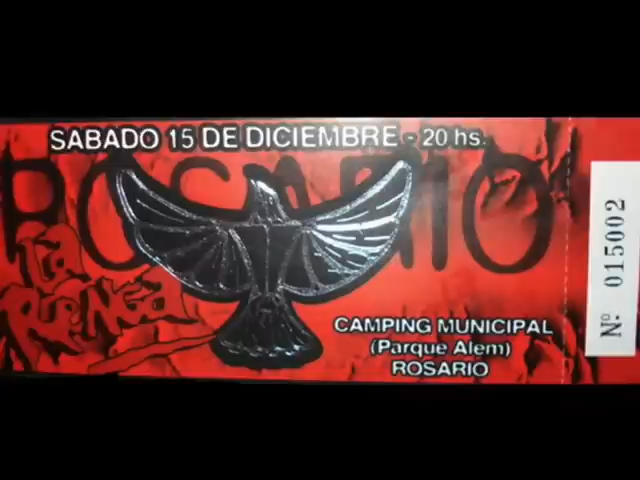 SABADO 15 DE DICIEMBRE - 20 hs.
ROSARIO
La
RENGA
CAMPING MUNICIPAL
(Parque Alem)
ROSARIO
Nº 015002